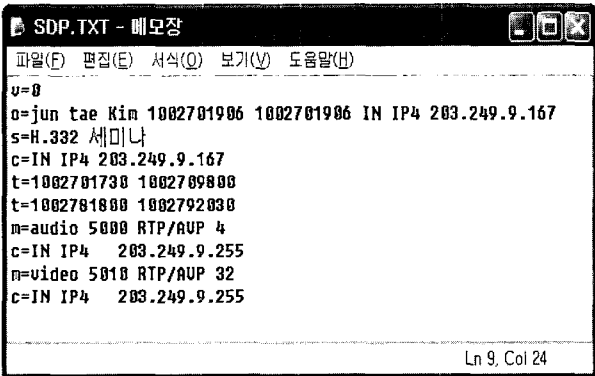 SDP.TXT - 메모장
파일(F) 편집(E) 서식(O) 보기(V) 도움말(H)
v=0
o=jun tae Kim 1002701906 1002701906 IN IP4 203.249.9.167
s=H.332 세미나
c=IN IP4 203.249.9.167
t=1002701730 1002709800
t=1002781800 1002792030
m=audio 5000 RTP/AVP 4
c=IN IP4 203.249.9.255
m=video 5010 RTP/AVP 32
c=IN IP4 203.249.9.255
Ln 9, Col 24